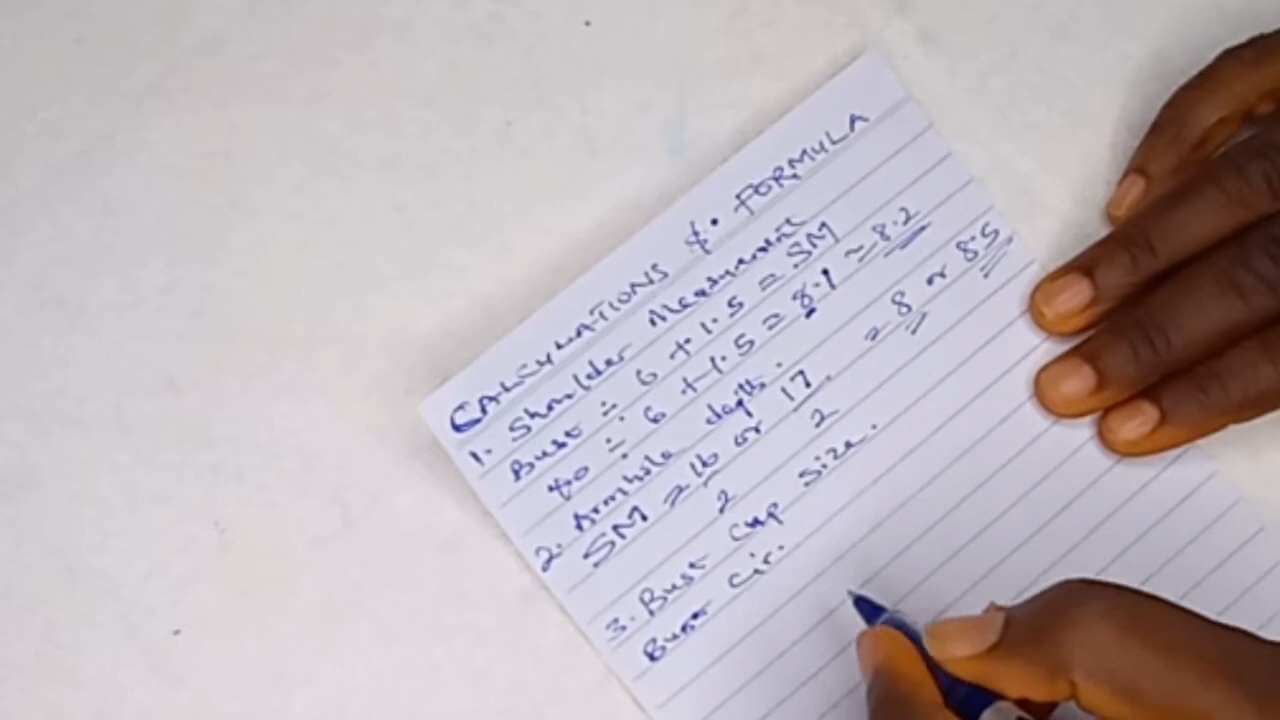 CALCULATIONS &. FORMULA
1. Shoulder Measurement
Bust ÷ 6 + 1.5 = SM
40 ÷ 6 + 1.5 = 8.1 ≈ 8.2
2. Armhole depth.
SM = 16 or 17 = 8 or 8.5
2 2
3. Bust Cup Size.
Bust Cir.